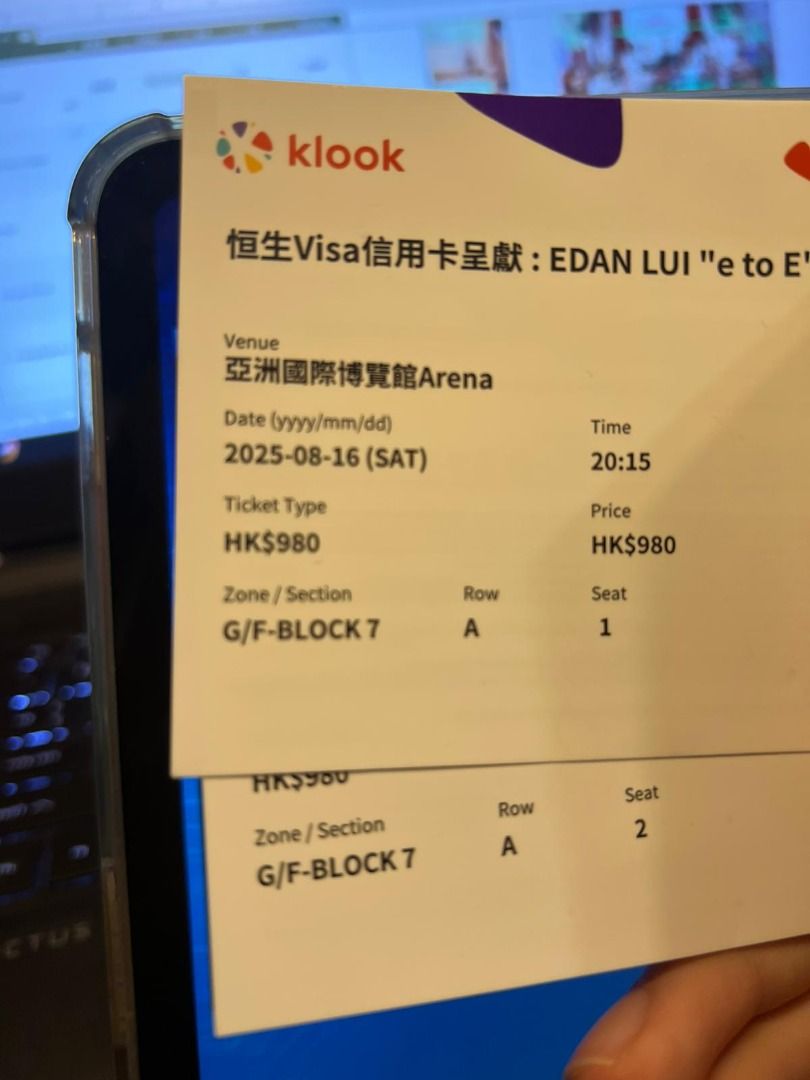 klook
恒生Visa信用卡呈獻 : EDAN LUI "e to E"
Venue
亞洲國際博覽館Arena
Date (yyyy/mm/dd) Time
2025-08-16 (SAT) 20:15
Ticket Type Price
HK$980 HK$980
Zone / Section Row Seat
G/F-BLOCK 7 A 1
HK$980
Zone / Section Row Seat
G/F-BLOCK 7 A 2
CTUS